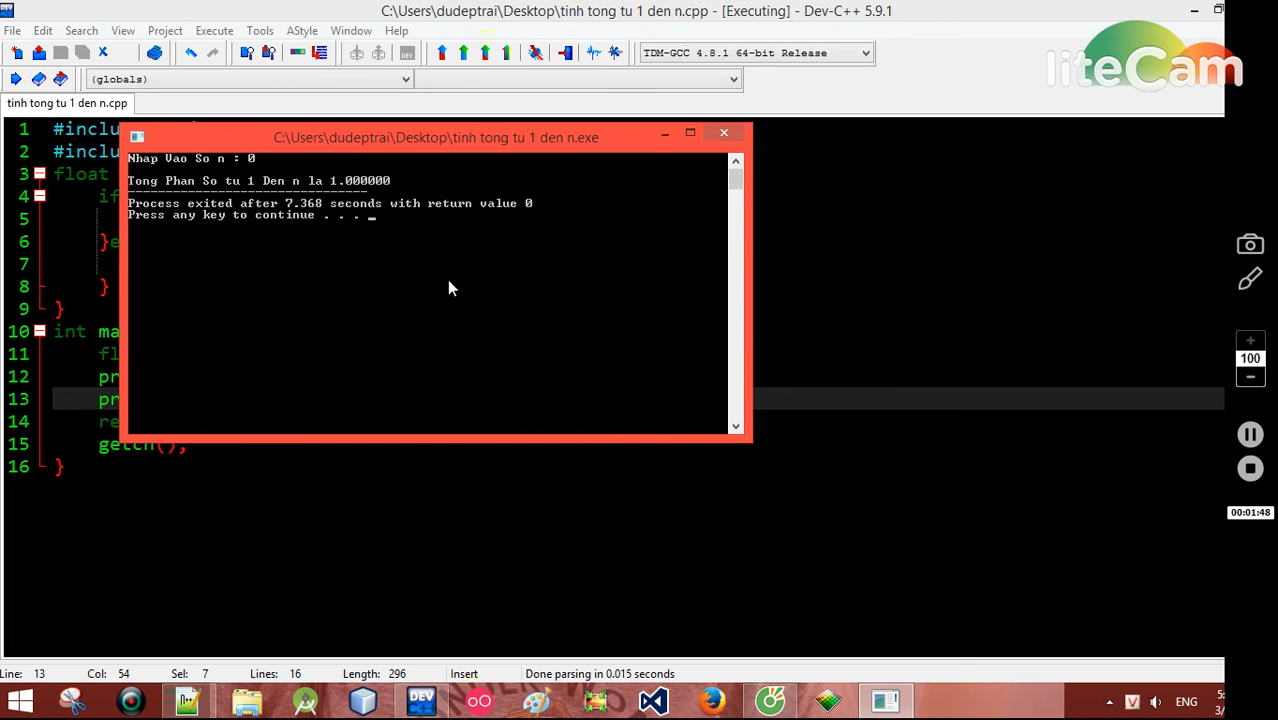 C:\Users\dudeptrai\Desktop\tinh tong tu 1 den n.cpp - [Executing] - Dev-C++ 5.9.1
File Edit Search View Project Execute Tools AStyle Window Help
TDM-GCC 4.8.1 64-bit Release
(globals)
liteCam
tinh tong tu 1 den n.cpp
C:\Users\dudeptrai\Desktop\tinh tong tu 1 den n.exe
Nhap Vao So n : 0
Tong Phan So tu 1 Den n la 1.000000
--------------------------------
Process exited after 7.368 seconds with return value 0
Press any key to continue . . . _
1 #inclu
2 #inclu
3 float
4 if
5
6 }e
7
8 }
9 }
10 int ma
11 fl
12 pr
13 pr
14 re
15 getch();
16 }
100
00:01:48
Line: 13 Col: 54 Sel: 7 Lines: 16 Length: 296 Insert Done parsing in 0.015 seconds
DEV C++
V ENG